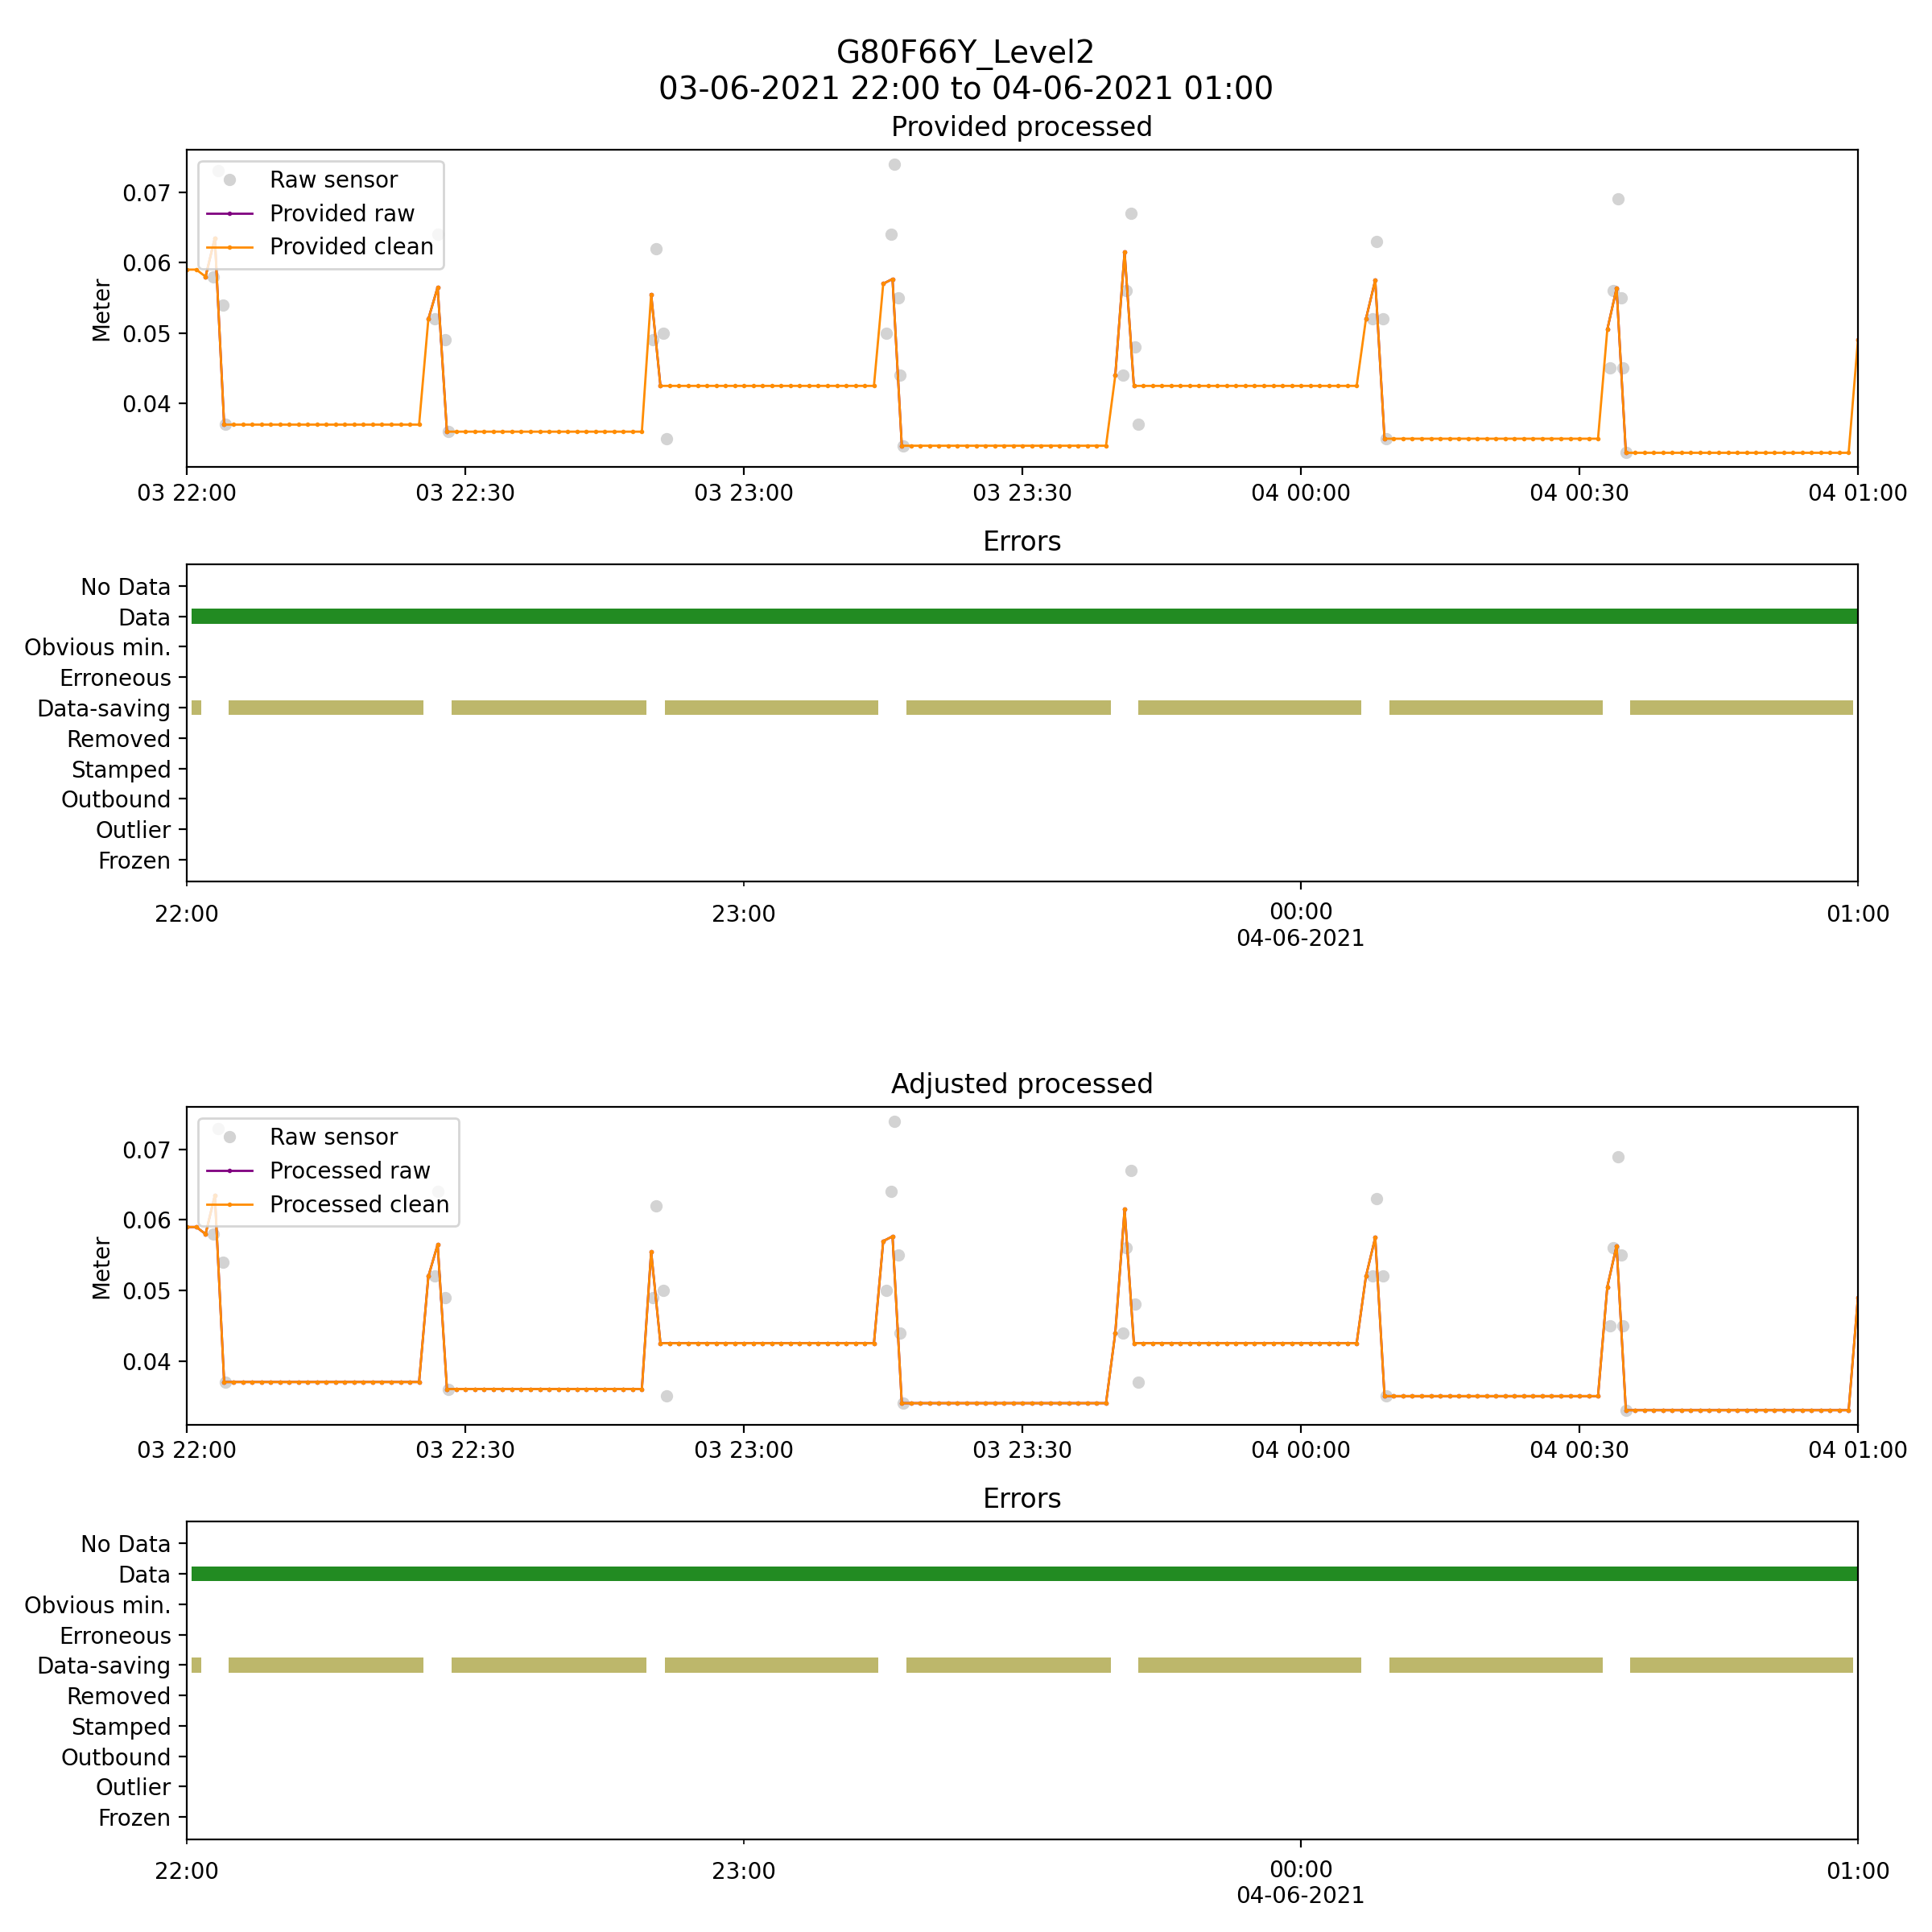 G80F66Y_Level2
03-06-2021 22:00 to 04-06-2021 01:00
Provided processed
Raw sensor
Provided raw
Provided clean
Meter
0.07
0.06
0.05
0.04
03 22:00
03 22:30
03 23:00
03 23:30
04 00:00
04 00:30
04 01:00
Errors
No Data
Data
Obvious min.
Erroneous
Data-saving
Removed
Stamped
Outbound
Outlier
Frozen
22:00
23:00
00:00
04-06-2021
01:00
Adjusted processed
Raw sensor
Processed raw
Processed clean
Meter
0.07
0.06
0.05
0.04
03 22:00
03 22:30
03 23:00
03 23:30
04 00:00
04 00:30
04 01:00
Errors
No Data
Data
Obvious min.
Erroneous
Data-saving
Removed
Stamped
Outbound
Outlier
Frozen
22:00
23:00
00:00
04-06-2021
01:00